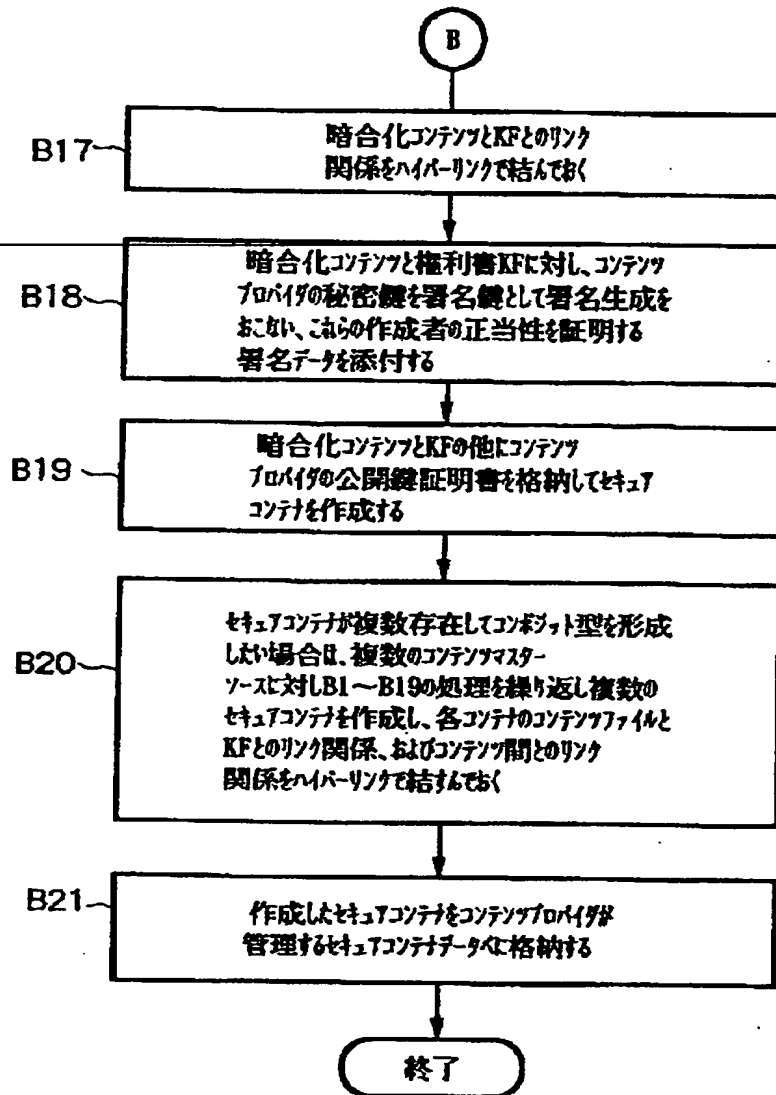 B
B17
暗合化コンテンツとKFとのリンク
関係をハイパーリンクで結んでおく
B18
暗合化コンテンツと権利書KFに対し、コンテンツ
プロバイダの秘密鍵を署名鍵として署名生成を
おこない、これらの作成者の正当性を証明する
署名データを添付する
B19
暗合化コンテンツとKFの他にコンテンツ
プロバイダの公開鍵証明書を格納してセキュア
コンテナを作成する
B20
セキュアコンテナが複数存在してコンポジット型を形成
したい場合は、複数のコンテンツマスター
ソースに対しB1〜B19の処理を繰り返し複数の
セキュアコンテナを作成し、各コンテナのコンテンツファイルと
KFとのリンク関係、およびコンテンツ間とのリンク
関係をハイパーリンクで結すんでおく
B21
作成したセキュアコンテナをコンテンツプロバイダが
管理するセキュアコンテナデータベに格納する
終了